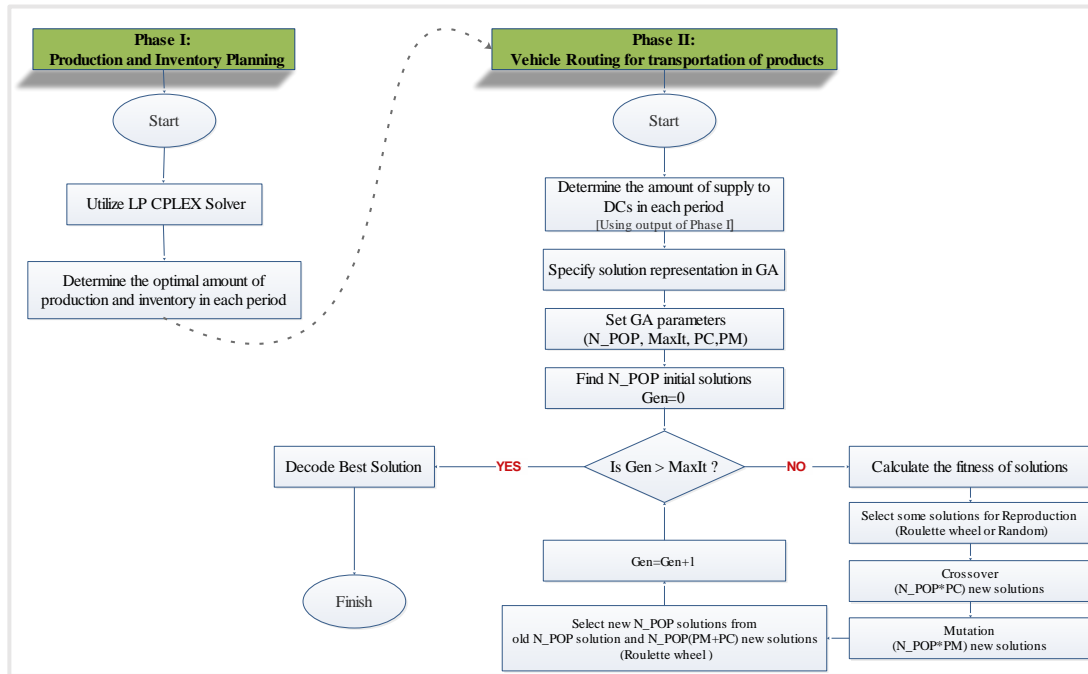 Phase I:
Production and Inventory Planning
Start
Utilize LP CPLEX Solver
Determine the optimal amount of
production and inventory in each period
Phase II:
Vehicle Routing for transportation of products
Start
Determine the amount of supply to
DCs in each period
[Using output of Phase I]
Specify solution representation in GA
Set GA parameters
(N_POP, MaxIt, PC,PM)
Find N_POP initial solutions
Gen=0
Is Gen > MaxIt ?
YES
Decode Best Solution
Finish
NO
Calculate the fitness of solutions
Select some solutions for Reproduction
(Roulette wheel or Random)
Crossover
(N_POP*PC) new solutions
Mutation
(N_POP*PM) new solutions
Select new N_POP solutions from
old N_POP solution and N_POP(PM+PC) new solutions
(Roulette wheel )
Gen=Gen+1